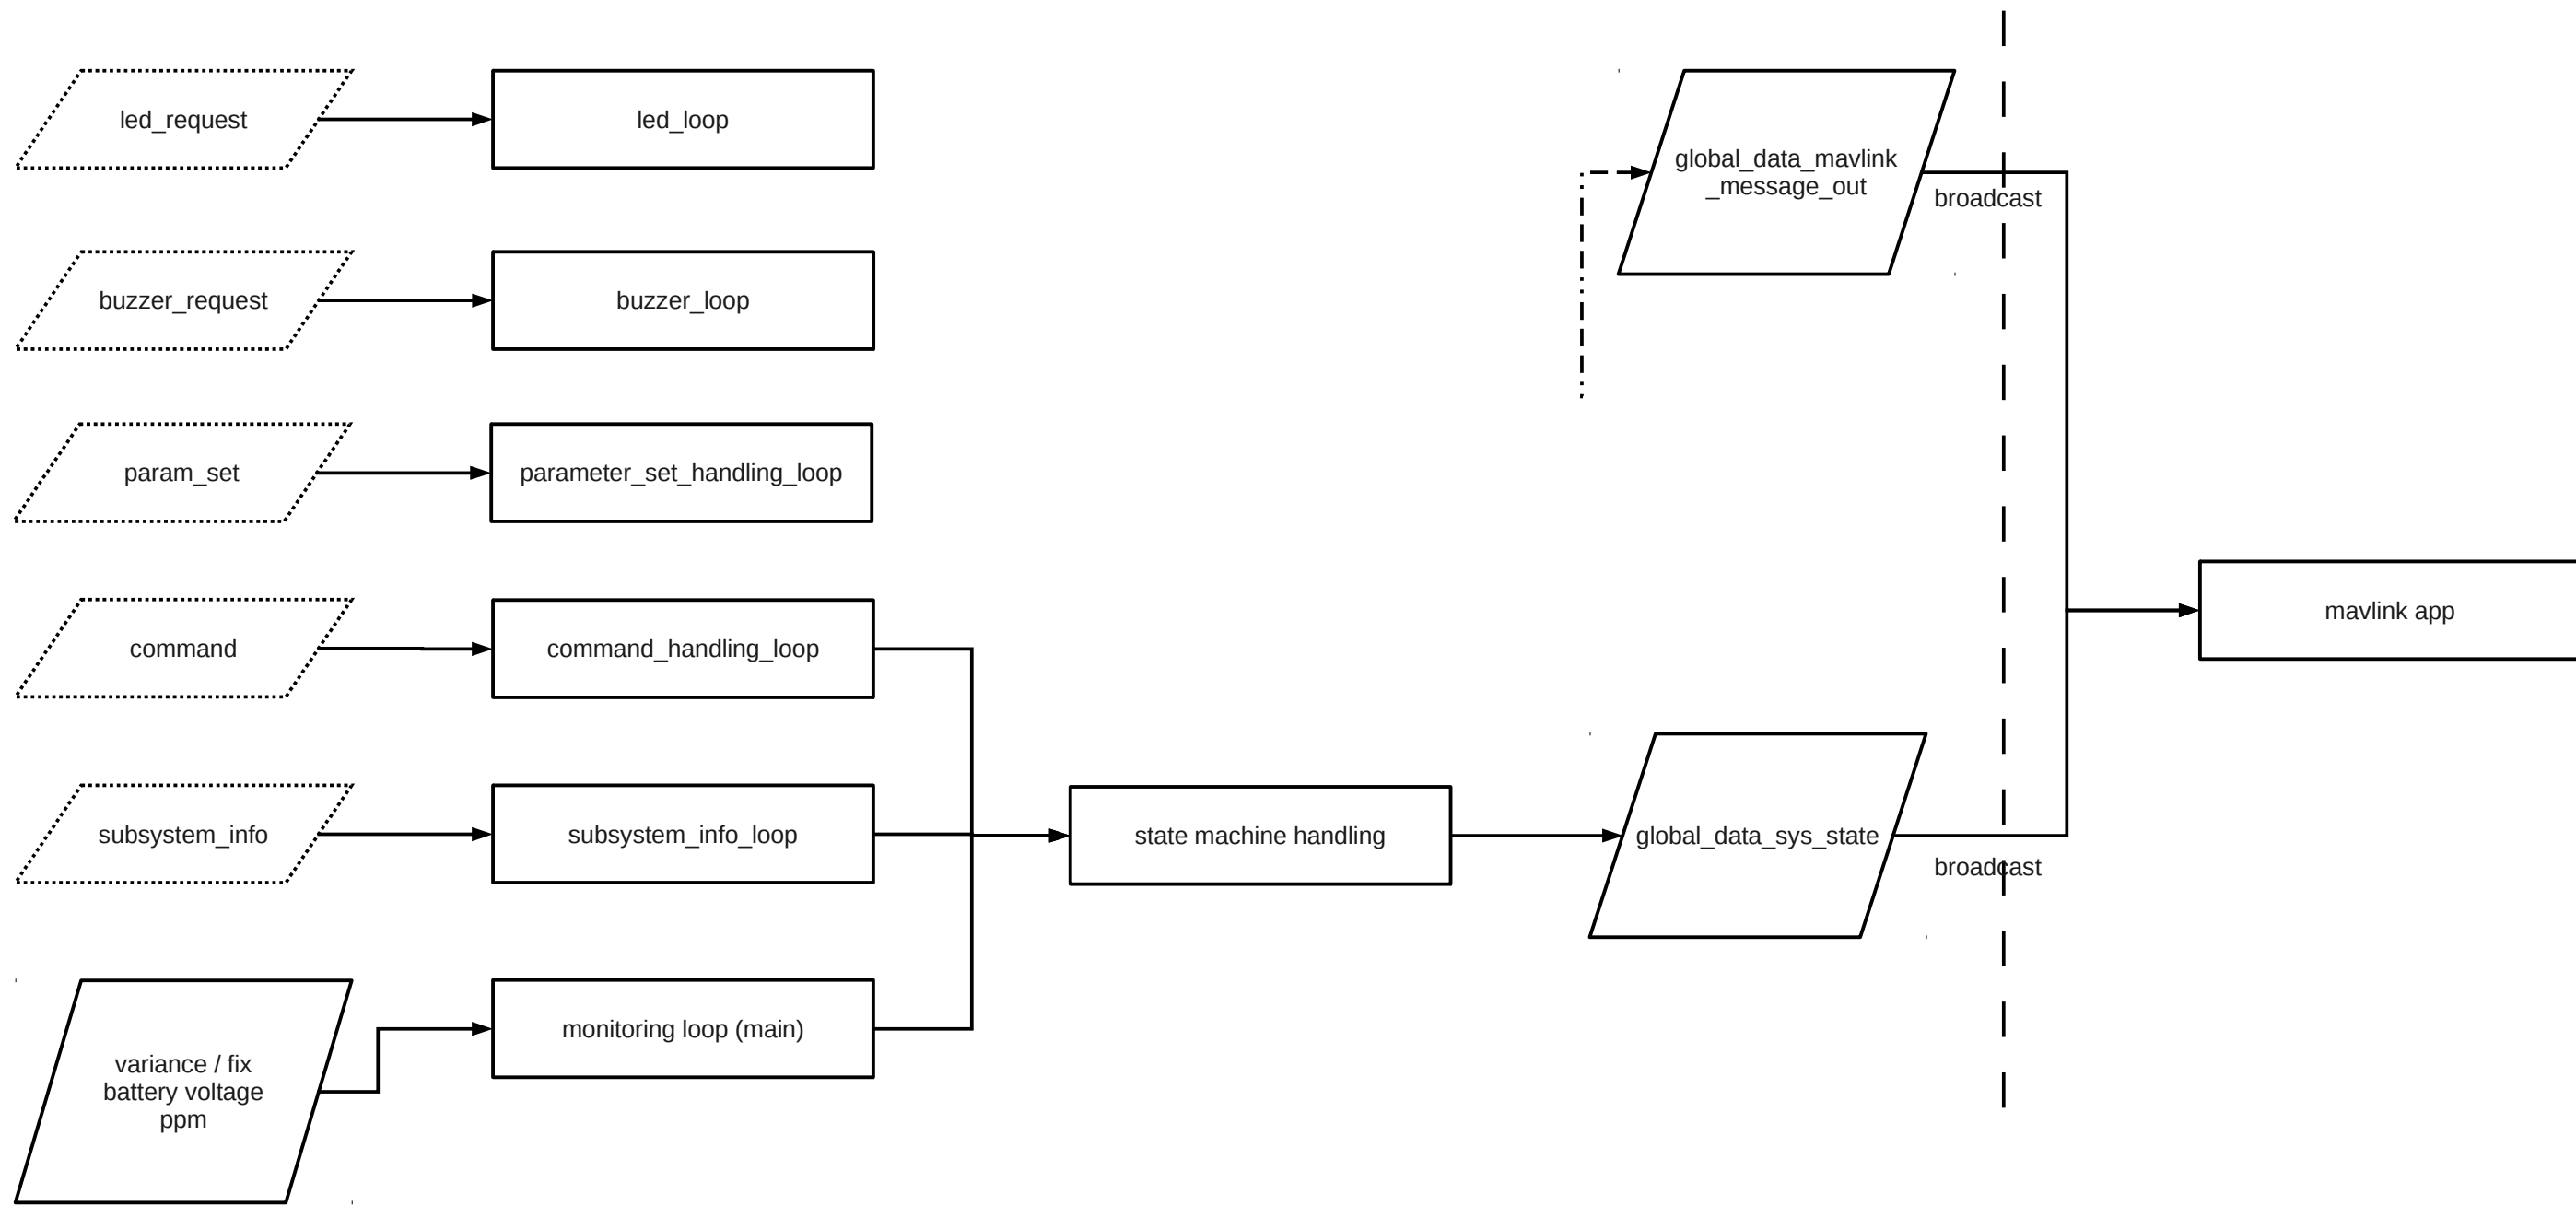 led_request
led_loop
global_data_mavlink
_message_out
broadcast
buzzer_request
buzzer_loop
param_set
parameter_set_handling_loop
mavlink app
command
command_handling_loop
subsystem_info
subsystem_info_loop
state machine handling
global_data_sys_state
broadcast
monitoring loop (main)
variance / fix
battery voltage
ppm